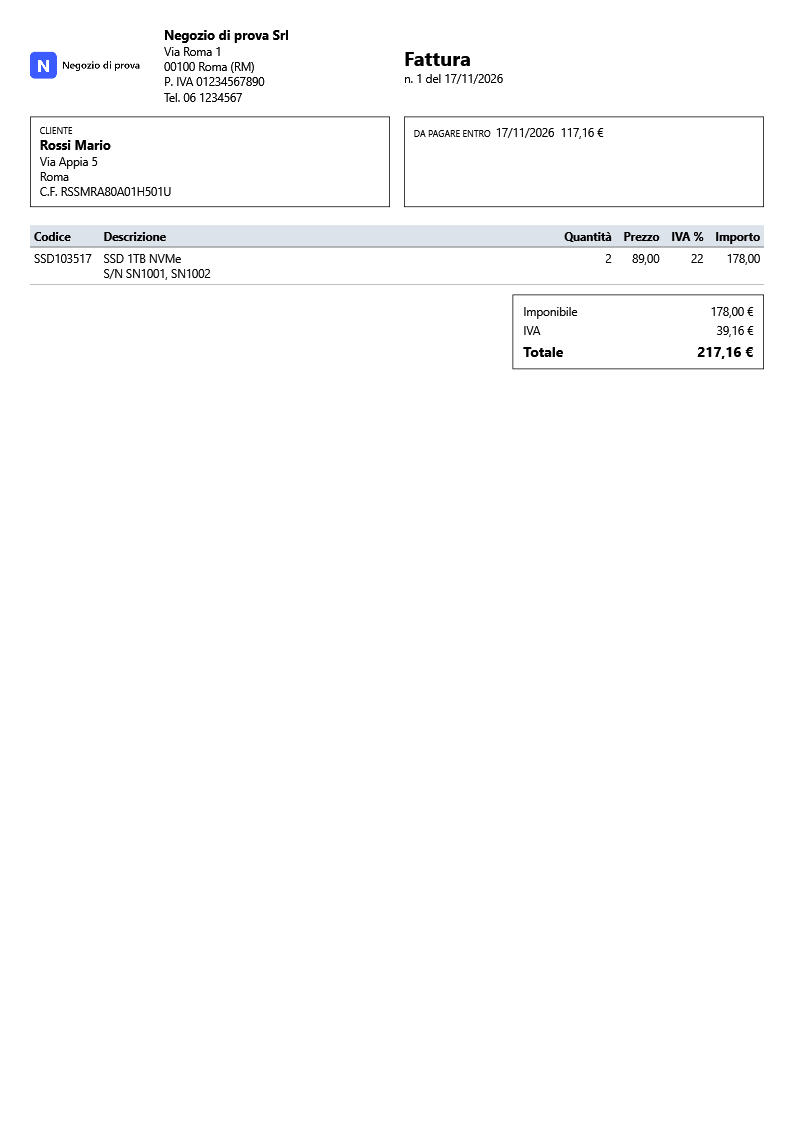 N Negozio di prova
Negozio di prova Srl
Via Roma 1
00100 Roma (RM)
P. IVA 01234567890
Tel. 06 1234567
Fattura
n. 1 del 17/11/2026
CLIENTE
Rossi Mario
Via Appia 5
Roma
C.F. RSSMRA80A01H501U
DA PAGARE ENTRO 17/11/2026 117,16 €
Codice Descrizione Quantità Prezzo IVA % Importo
SSD103517 SSD 1TB NVMe 2 89,00 22 178,00
S/N SN1001, SN1002
Imponibile 178,00 €
IVA 39,16 €
Totale 217,16 €